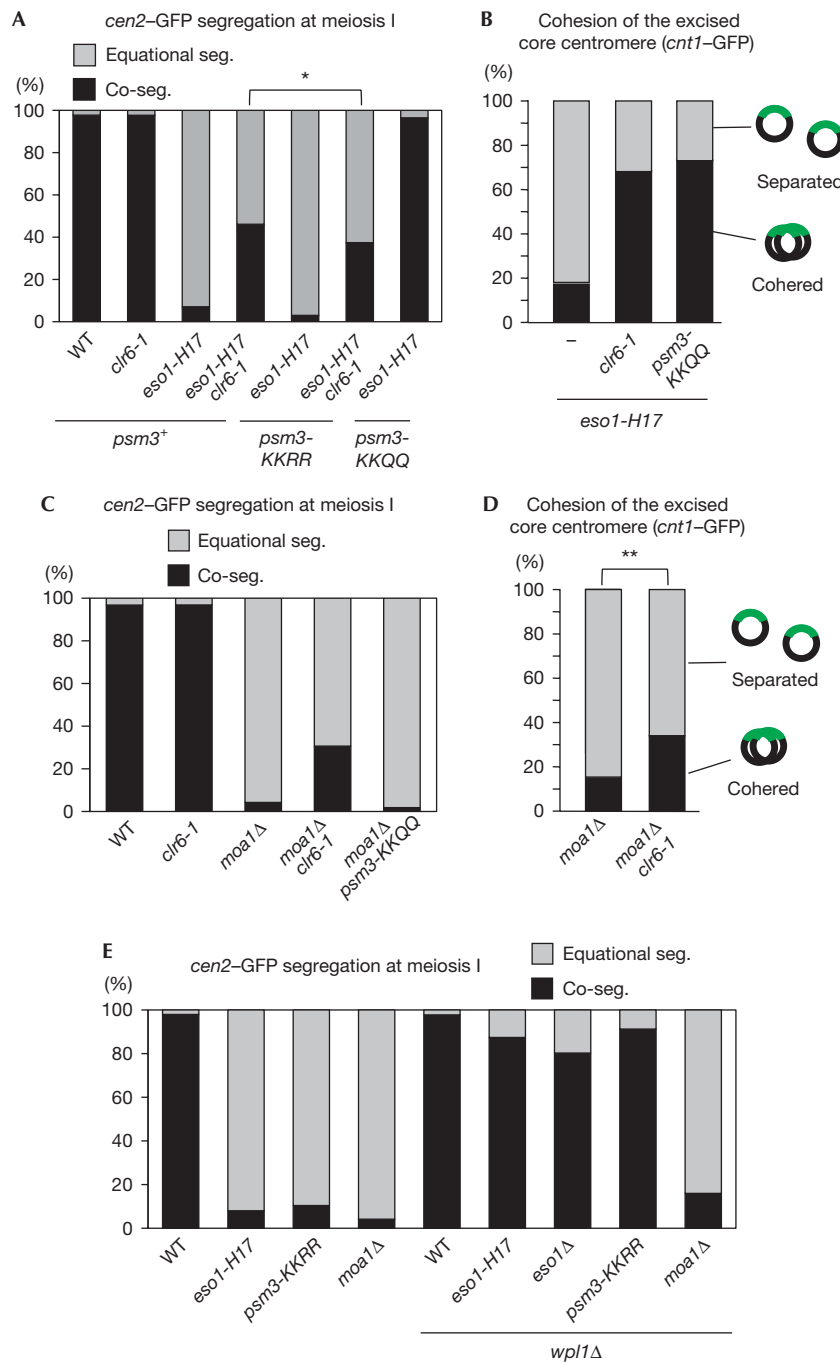 A
cen2–GFP segregation at meiosis I
Equational seg.
Co-seg.
(%)
*
100
80
60
40
20
0
WT
clr6-1
eso1-H17
eso1-H17
clr6-1
eso1-H17
eso1-H17
clr6-1
eso1-H17
psm3+
psm3-
KKRR
psm3-
KKQQ
B
Cohesion of the excised
core centromere (cnt1–GFP)
(%)
100
80
60
40
20
0
Separated
Cohered
–
clr6-1
psm3-
KKQQ
eso1-H17
C
cen2–GFP segregation at meiosis I
Equational seg.
Co-seg.
(%)
100
80
60
40
20
0
WT
clr6-1
moa1Δ
moa1Δ
clr6-1
moa1Δ
psm3-KKQQ
D
Cohesion of the excised
core centromere (cnt1–GFP)
(%)
**
100
80
60
40
20
0
Separated
Cohered
moa1Δ
moa1Δ
clr6-1
E
cen2–GFP segregation at meiosis I
Equational seg.
Co-seg.
(%)
100
80
60
40
20
0
WT
eso1-H17
psm3-KKRR
moa1Δ
WT
eso1-H17
eso1Δ
psm3-KKRR
moa1Δ
wpl1Δ